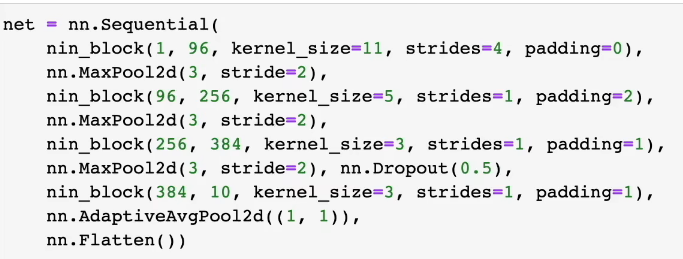 net = nn.Sequential(
    nin_block(1, 96, kernel_size=11, strides=4, padding=0),
    nn.MaxPool2d(3, stride=2),
    nin_block(96, 256, kernel_size=5, strides=1, padding=2),
    nn.MaxPool2d(3, stride=2),
    nin_block(256, 384, kernel_size=3, strides=1, padding=1),
    nn.MaxPool2d(3, stride=2), nn.Dropout(0.5),
    nin_block(384, 10, kernel_size=3, strides=1, padding=1),
    nn.AdaptiveAvgPool2d((1, 1)),
    nn.Flatten())